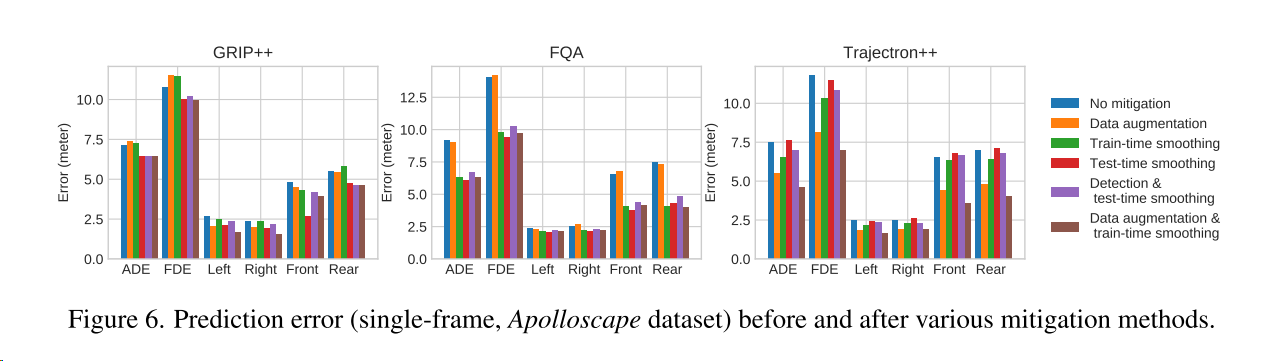 GRIP++
FQA
Trajectron++
Error (meter)
10.0
7.5
5.0
2.5
0.0
ADE FDE Left Right Front Rear
Error (meter)
12.5
10.0
7.5
5.0
2.5
0.0
ADE FDE Left Right Front Rear
Error (meter)
10.0
7.5
5.0
2.5
0.0
ADE FDE Left Right Front Rear
No mitigation
Data augmentation
Train-time smoothing
Test-time smoothing
Detection &
test-time smoothing
Data augmentation &
train-time smoothing
Figure 6. Prediction error (single-frame, Apolloscape dataset) before and after various mitigation methods.